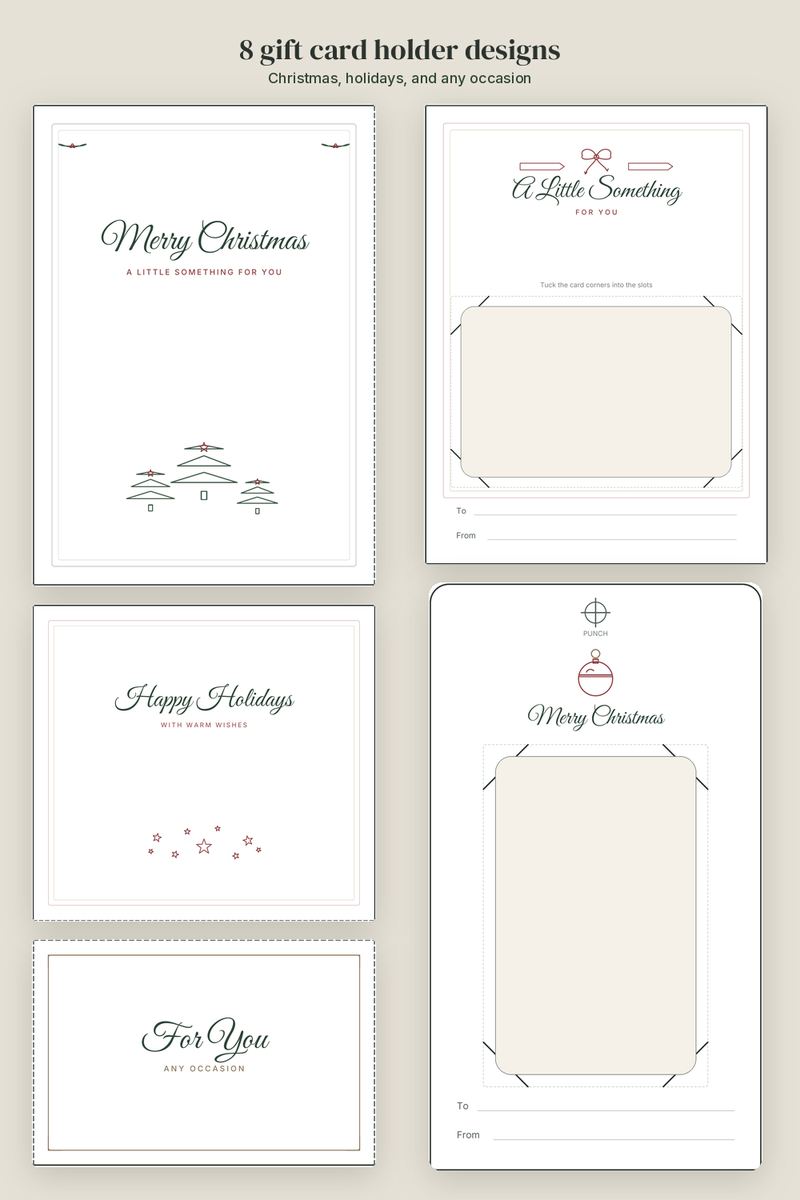 8 gift card holder designs
Christmas, holidays, and any occasion
Merry Christmas
A LITTLE SOMETHING FOR YOU
A Little Something
FOR YOU
Tuck the card corners into the slots
To
From
Happy Holidays
WITH WARM WISHES
PUNCH
Merry Christmas
To
From
For You
ANY OCCASION